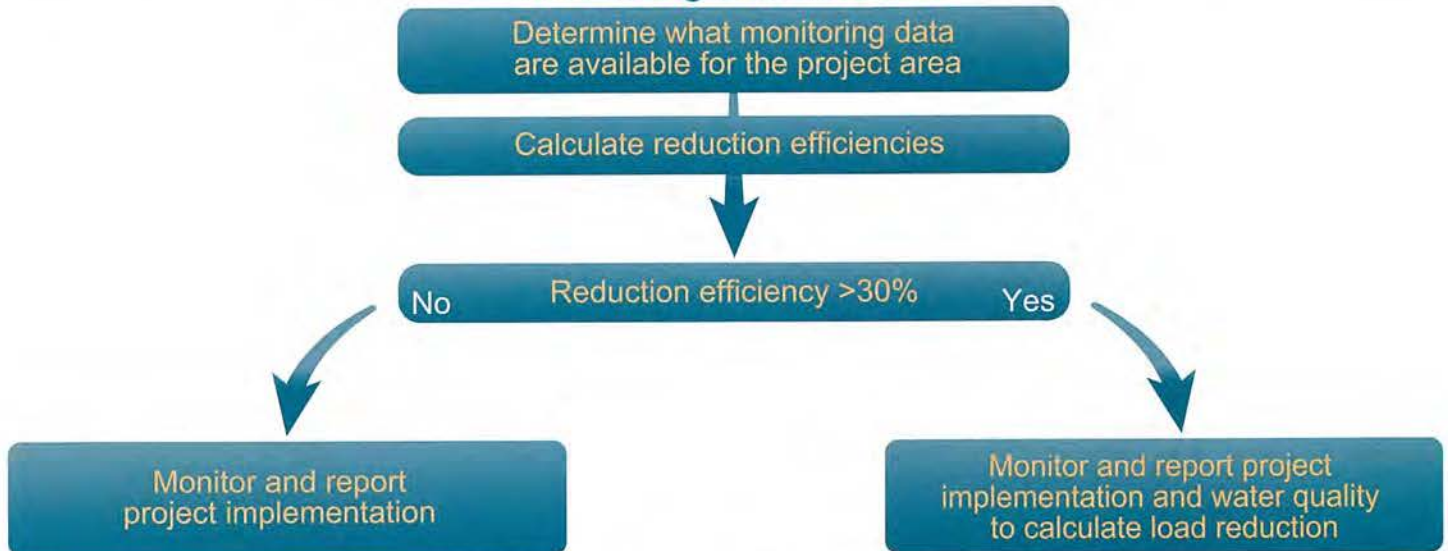 Determine what monitoring data
are available for the project area
Calculate reduction efficiencies
No Reduction efficiency >30% Yes
Monitor and report
project implementation
Monitor and report project
implementation and water quality
to calculate load reduction